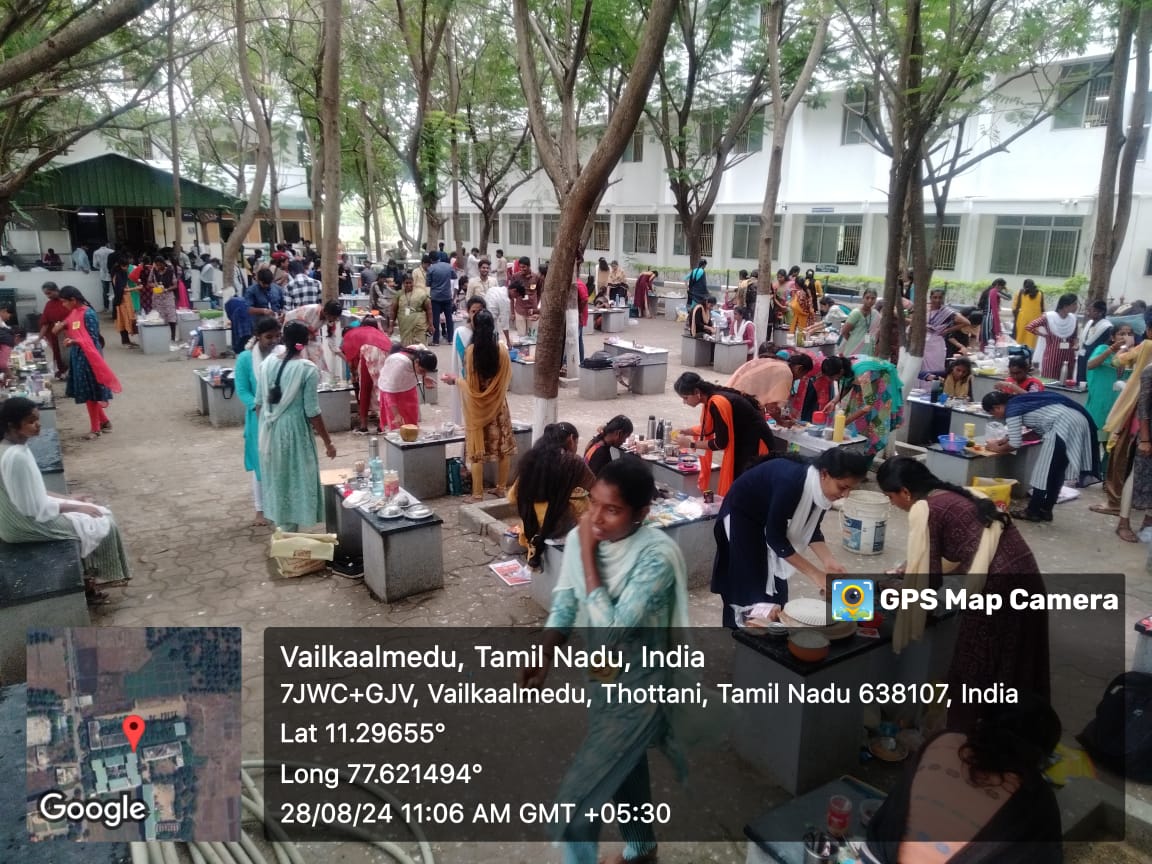 GPS Map Camera
Vailkaalmedu, Tamil Nadu, India
7JWC+GJV, Vailkaalmedu, Thottani, Tamil Nadu 638107, India
Lat 11.29655°
Long 77.621494°
28/08/24 11:06 AM GMT +05:30
Google